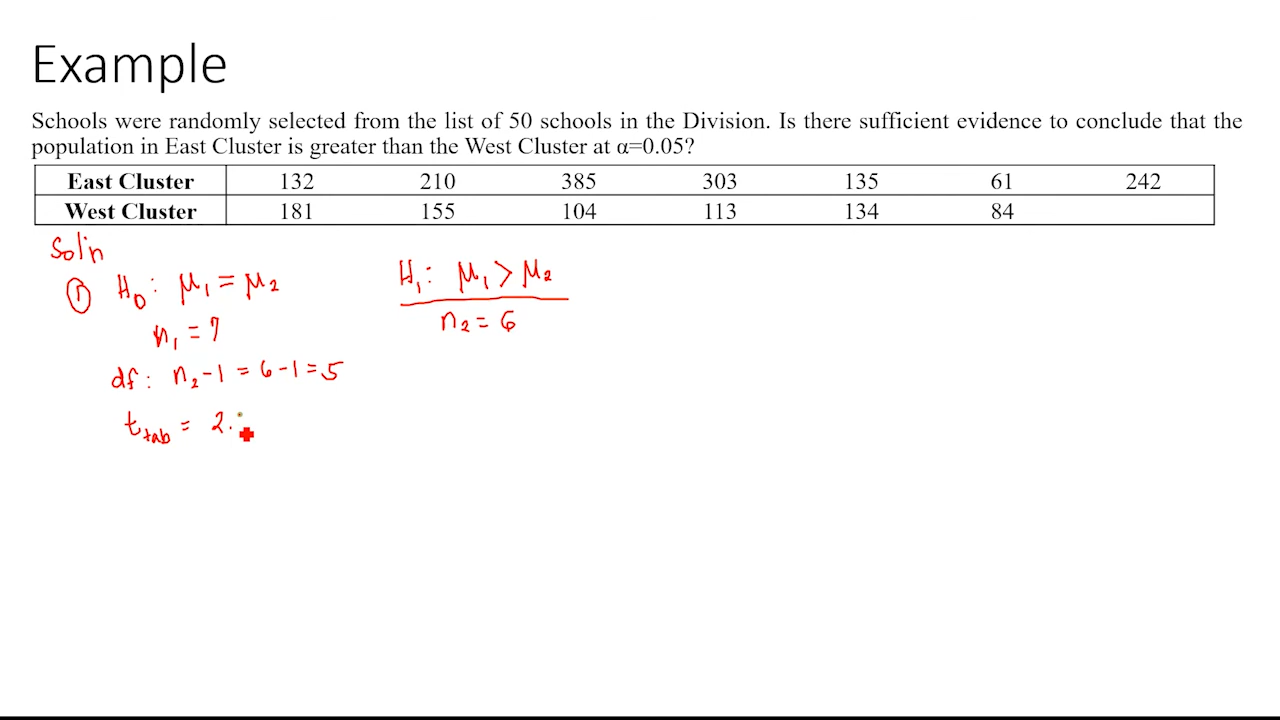 Example
Schools were randomly selected from the list of 50 schools in the Division. Is there sufficient evidence to conclude that the
population in East Cluster is greater than the West Cluster at α=0.05?
East Cluster 132 210 385 303 135 61 242
West Cluster 181 155 104 113 134 84
Sol'n
① H₀: μ₁ = μ₂ H₁: μ₁ > μ₂
n₁ = 7 n₂ = 6
df: n₂-1 = 6-1 = 5
t_tab = 2.